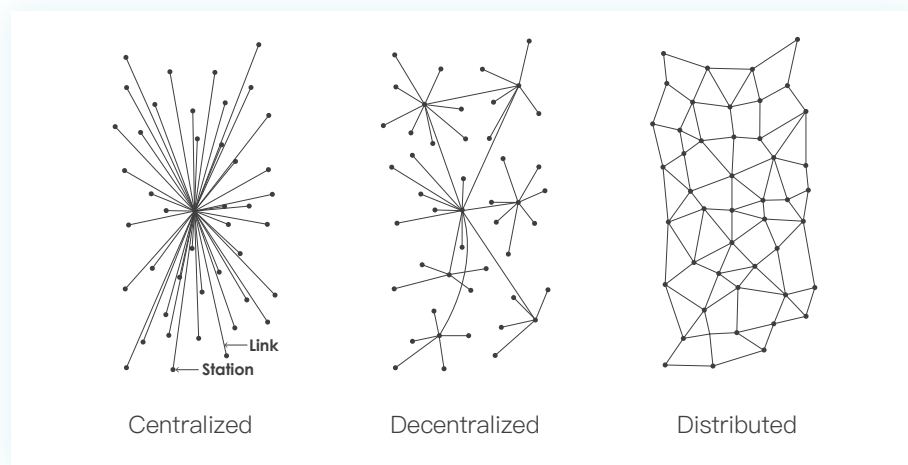 Link
Station
Centralized
Decentralized
Distributed